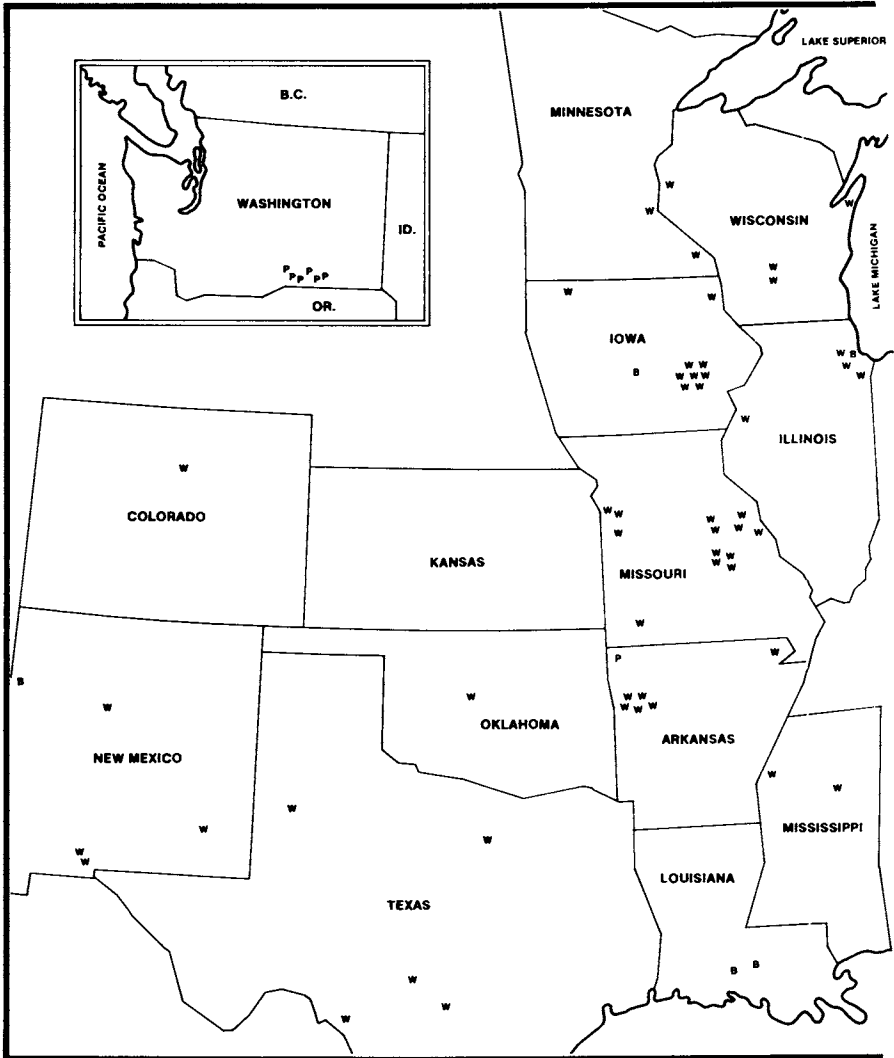 LAKE SUPERIOR
MINNESOTA
B.C.
WASHINGTON
PACIFIC OCEAN
ID.
P P P P P P
OR.
W
W
W
WISCONSIN
W
W
W
LAKE MICHIGAN
W W
IOWA
B
W W
W W W
W W
W B
W
W
W
ILLINOIS
COLORADO
W
KANSAS
W W
W
W W
W W W
W W
W W
MISSOURI
W
P
W
W W
W W W
ARKANSAS
B
W
NEW MEXICO
W
W
W
W
OKLAHOMA
W
W
TEXAS
W
W
W
W
W
MISSISSIPPI
LOUISIANA
B B